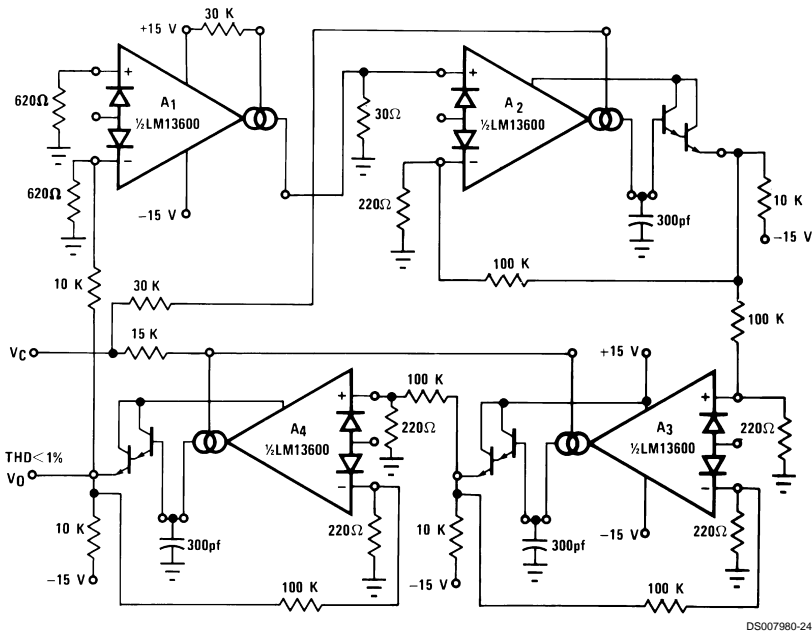 30 K
+15 V
620Ω
+
A1
½LM13600
−
620Ω
−15 V
30Ω
+
A2
½LM13600
−
220Ω
300pf
10 K
−15 V
10 K
30 K
100 K
100 K
VC
15 K
+15 V
100 K
+
A4
½LM13600
−
220Ω
+
A3
½LM13600
−
220Ω
THD<1%
VO
10 K
−15 V
300pf
220Ω
10 K
−15 V
300pf
−15 V
220Ω
100 K
100 K
DS007980-24